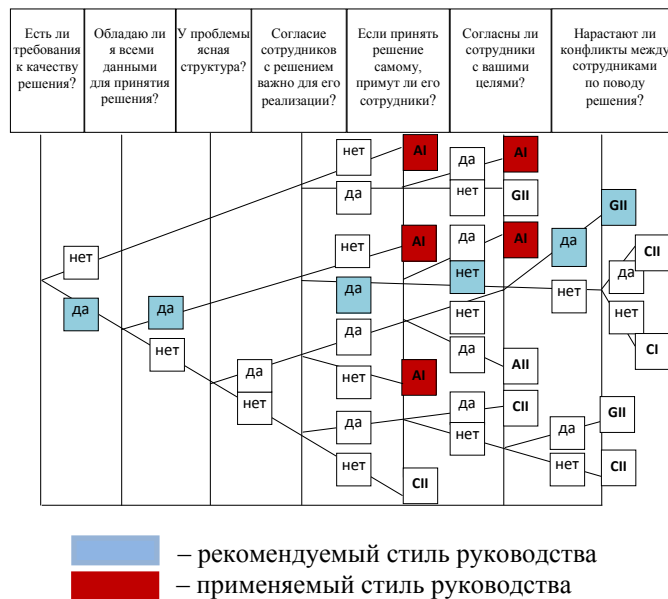 Есть ли
требования
к качеству
решения?
Обладаю ли
я всеми
данными
для принятия
решения?
У проблемы
ясная
структура?
Согласие
сотрудников
с решением
важно для его
реализации?
Если принять
решение
самому,
примут ли его
сотрудники?
Согласны ли
сотрудники
с вашими
целями?
Нарастают ли
конфликты между
сотрудниками
по поводу
решения?
нет
AI
да
AI
да
нет
GII
GII
нет
нет
AI
да
AI
да
CII
да
да
да
нет
нет
да
нет
нет
нет
да
да
AII
CI
да
нет
AI
нет
да
да
CII
да
GII
нет
нет
нет
CII
CII
– рекомендуемый стиль руководства
– применяемый стиль руководства